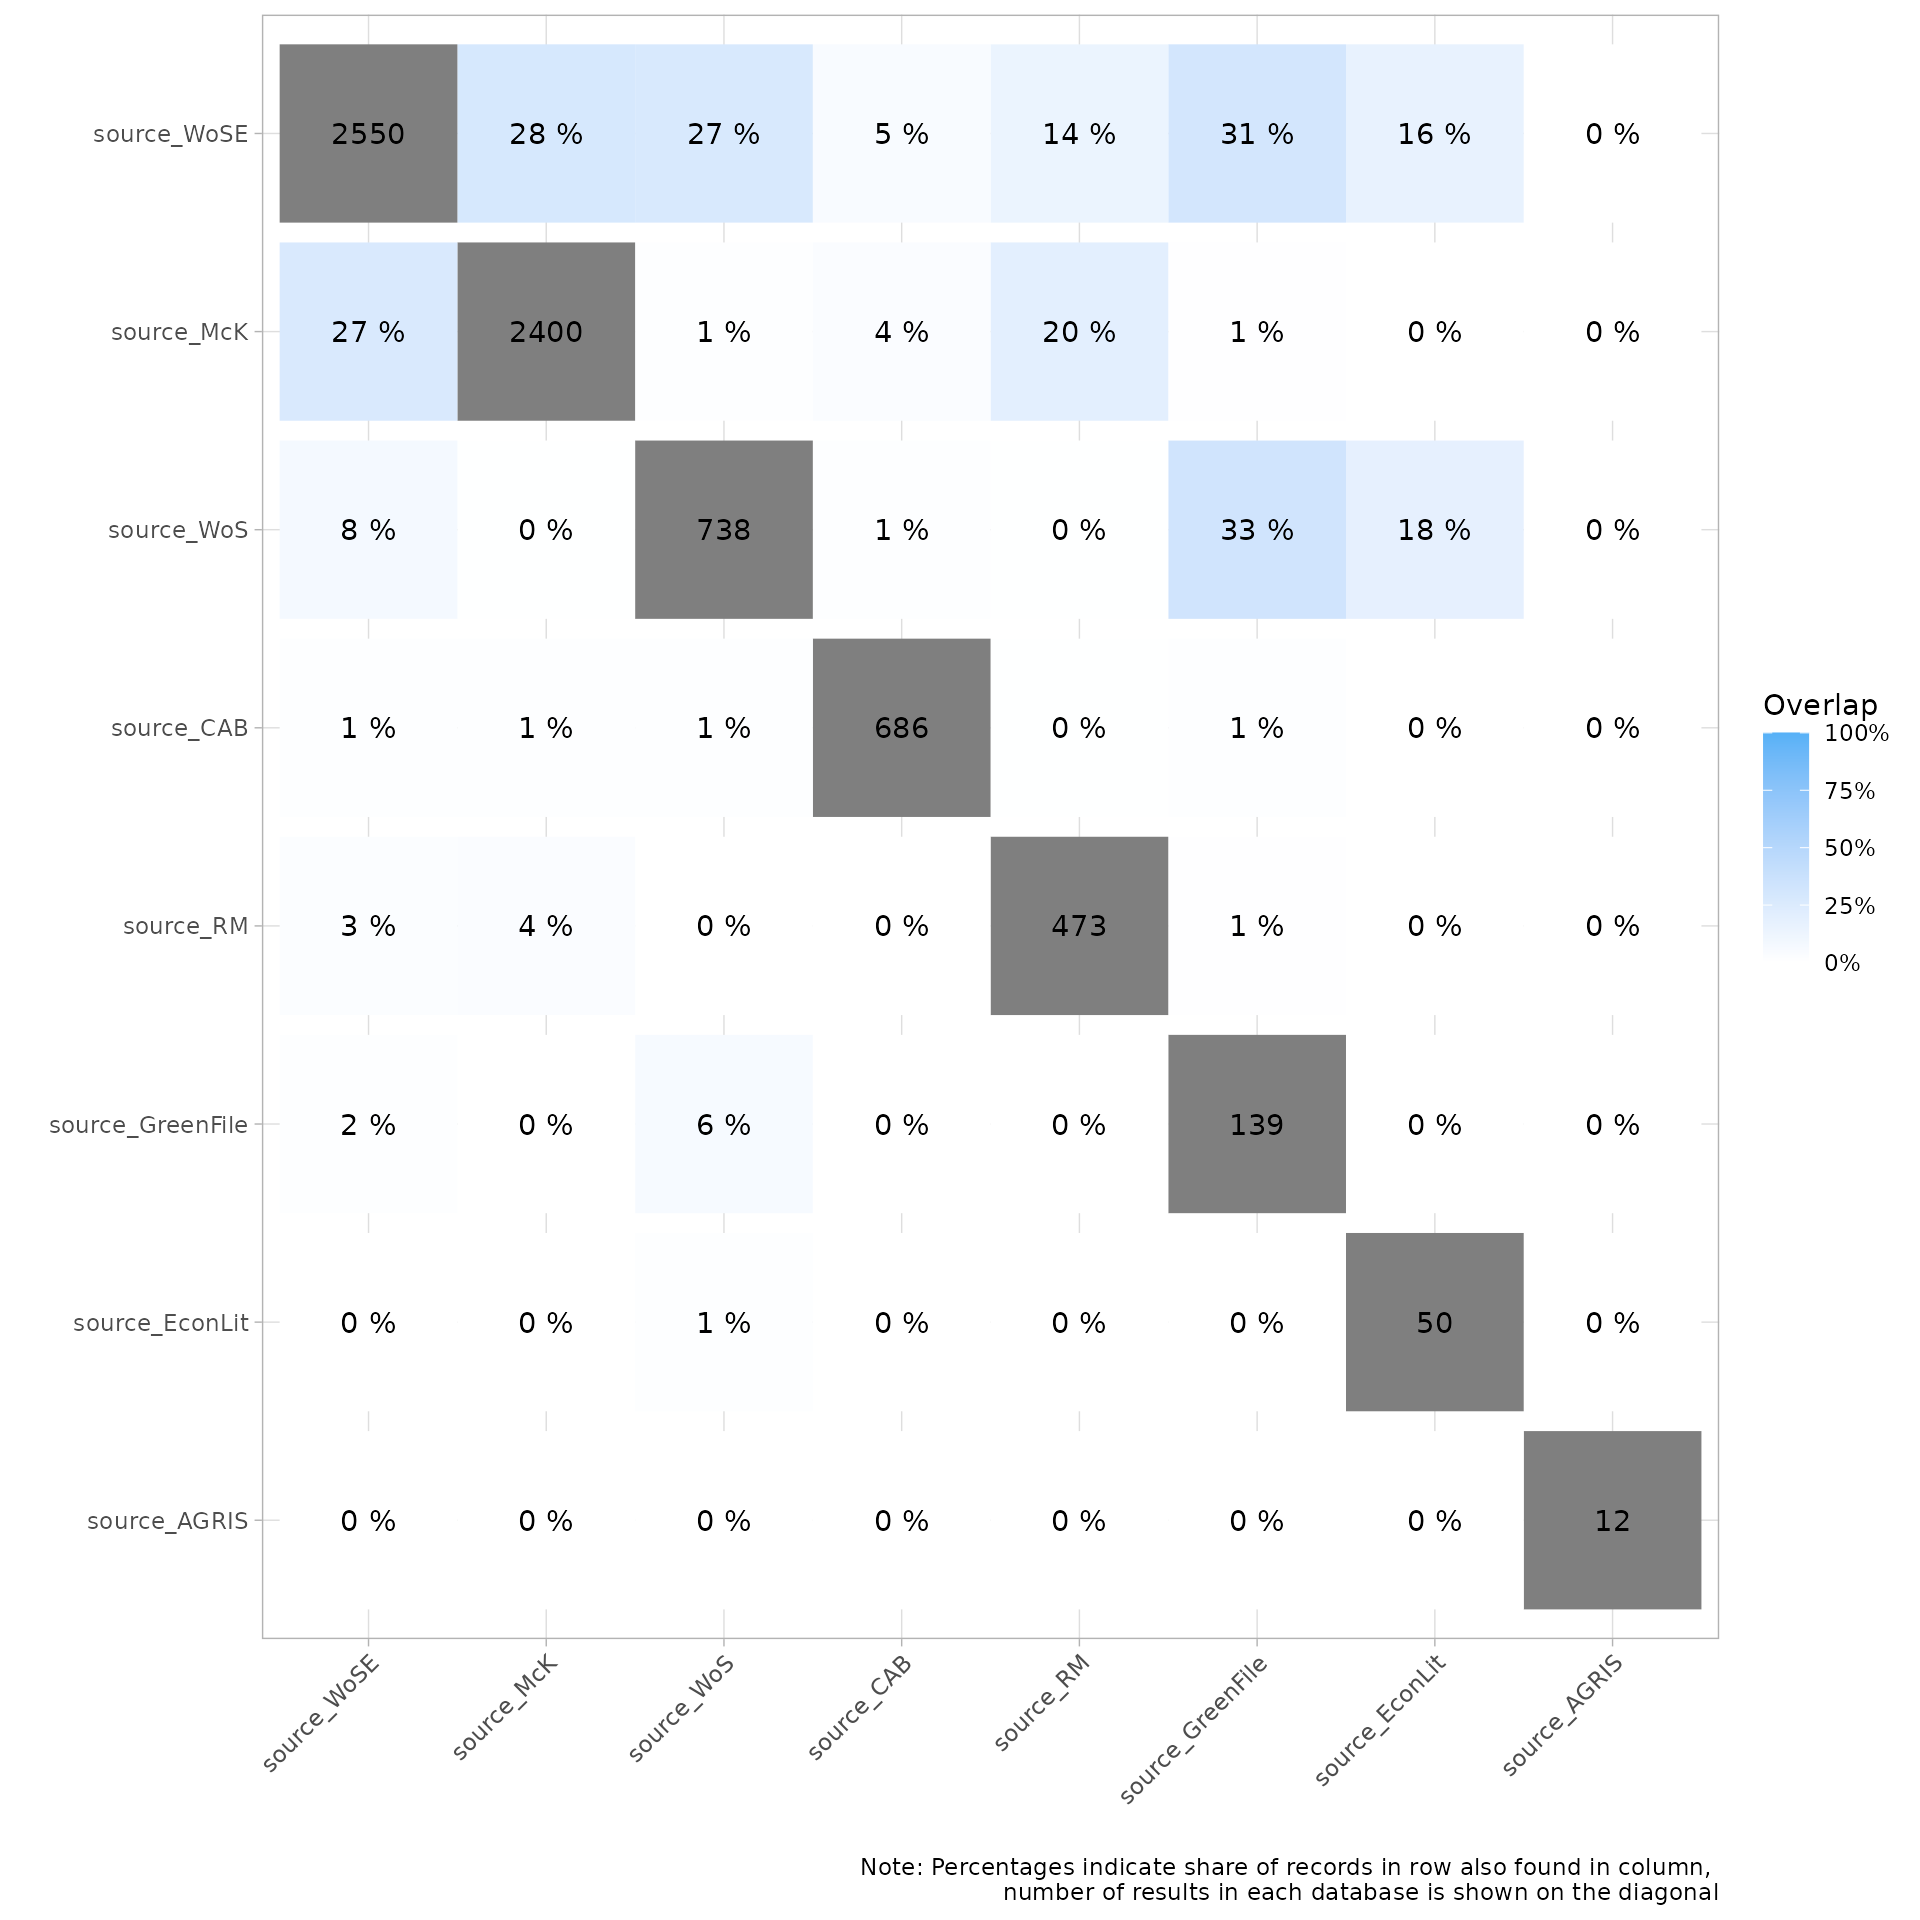 source_WoSE 2550 28 % 27 % 5 % 14 % 31 % 16 % 0 %
source_McK 27 % 2400 1 % 4 % 20 % 1 % 0 % 0 %
source_WoS 8 % 0 % 738 1 % 0 % 33 % 18 % 0 %
source_CAB 1 % 1 % 1 % 686 0 % 1 % 0 % 0 %
source_RM 3 % 4 % 0 % 0 % 473 1 % 0 % 0 %
source_GreenFile 2 % 0 % 6 % 0 % 0 % 139 0 % 0 %
source_EconLit 0 % 0 % 1 % 0 % 0 % 0 % 50 0 %
source_AGRIS 0 % 0 % 0 % 0 % 0 % 0 % 0 % 12
source_WoSE source_McK source_WoS source_CAB source_RM source_GreenFile source_EconLit source_AGRIS
Overlap
100%
75%
50%
25%
0%
Note: Percentages indicate share of records in row also found in column,
number of results in each database is shown on the diagonal